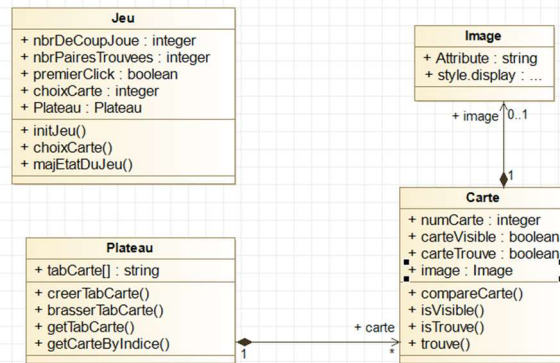 Jeu
+ nbrDeCoupJoue : integer
+ nbrPairesTrouvees : integer
+ premierClick : boolean
+ choixCarte : integer
+ Plateau : Plateau
+ initJeu()
+ choixCarte()
+ majEtatDuJeu()
Image
+ Attribute : string
+ style.display : ...
+ image
0..1
1
Carte
+ numCarte : integer
+ carteVisible : boolean
+ carteTrouve : boolean
+ image : Image
+ compareCarte()
+ isVisible()
+ isTrouve()
+ trouve()
Plateau
+ tabCarte[] : string
+ creerTabCarte()
+ brasserTabCarte()
+ getTabCarte()
+ getCarteByIndice()
1
+ carte
*